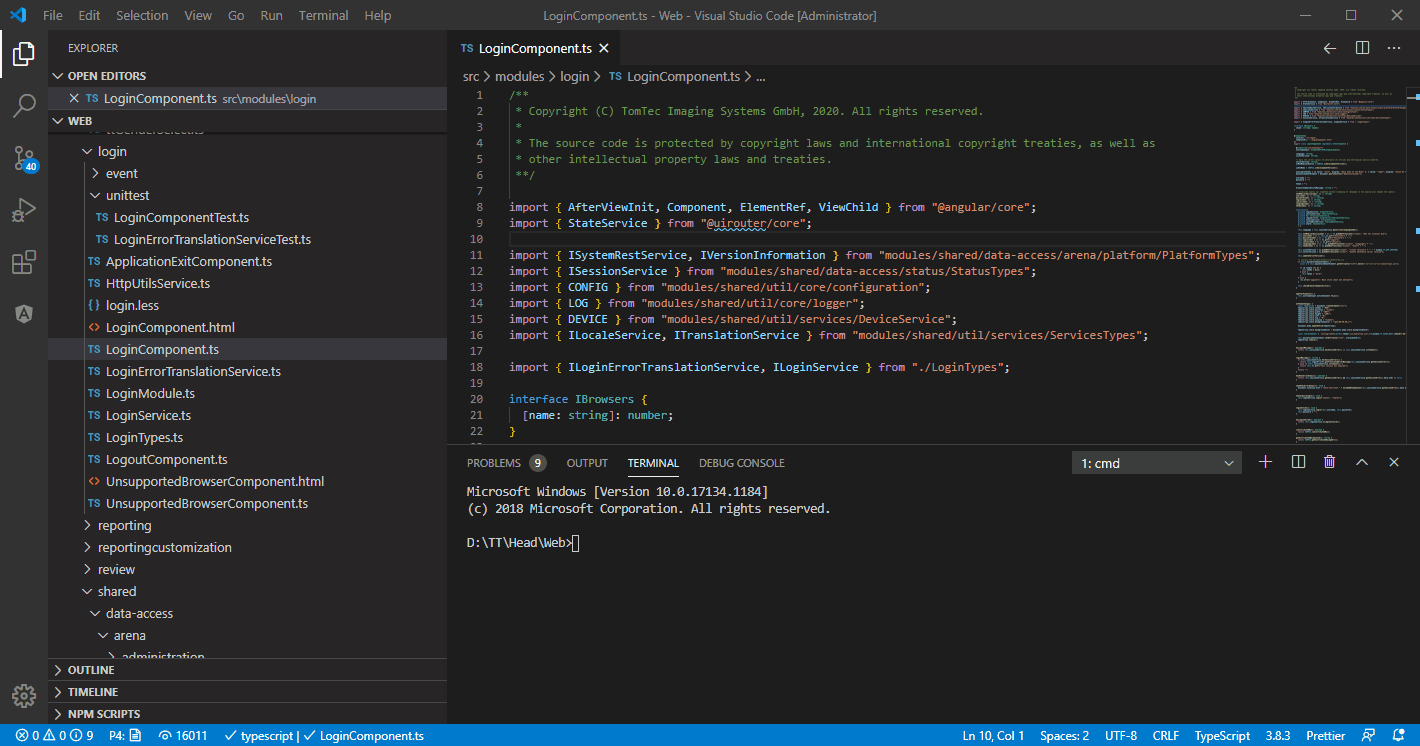 File Edit Selection View Go Run Terminal Help
LoginComponent.ts - Web - Visual Studio Code [Administrator]
EXPLORER
OPEN EDITORS
TS LoginComponent.ts src\modules\login
WEB
login
event
unittest
TS LoginComponentTest.ts
TS LoginErrorTranslationServiceTest.ts
TS ApplicationExitComponent.ts
TS HttpUtilsService.ts
{} login.less
<> LoginComponent.html
TS LoginComponent.ts
TS LoginErrorTranslationService.ts
TS LoginModule.ts
TS LoginService.ts
TS LoginTypes.ts
TS LogoutComponent.ts
<> UnsupportedBrowserComponent.html
TS UnsupportedBrowserComponent.ts
reporting
reportingcustomization
review
shared
data-access
arena
administration
OUTLINE
TIMELINE
NPM SCRIPTS
40
TS LoginComponent.ts
src > modules > login > TS LoginComponent.ts > ...
1 /**
2 * Copyright (C) TomTec Imaging Systems GmbH, 2020. All rights reserved.
3 *
4 * The source code is protected by copyright laws and international copyright treaties, as well as
5 * other intellectual property laws and treaties.
6 **/
7
8 import { AfterViewInit, Component, ElementRef, ViewChild } from "@angular/core";
9 import { StateService } from "@uirouter/core";
10
11 import { ISystemRestService, IVersionInformation } from "modules/shared/data-access/arena/platform/PlatformTypes";
12 import { ISessionService } from "modules/shared/data-access/status/StatusTypes";
13 import { CONFIG } from "modules/shared/util/core/configuration";
14 import { LOG } from "modules/shared/util/core/logger";
15 import { DEVICE } from "modules/shared/util/services/DeviceService";
16 import { ILocaleService, ITranslationService } from "modules/shared/util/services/ServicesTypes";
17
18 import { ILoginErrorTranslationService, ILoginService } from "./LoginTypes";
19
20 interface IBrowsers {
21 [name: string]: number;
22 }
PROBLEMS 9 OUTPUT TERMINAL DEBUG CONSOLE 1: cmd
Microsoft Windows [Version 10.0.17134.1184]
(c) 2018 Microsoft Corporation. All rights reserved.
D:\TT\Head\Web>
0 0 9 P4: 16011 typescript | LoginComponent.ts Ln 10, Col 1 Spaces: 2 UTF-8 CRLF TypeScript 3.8.3 Prettier